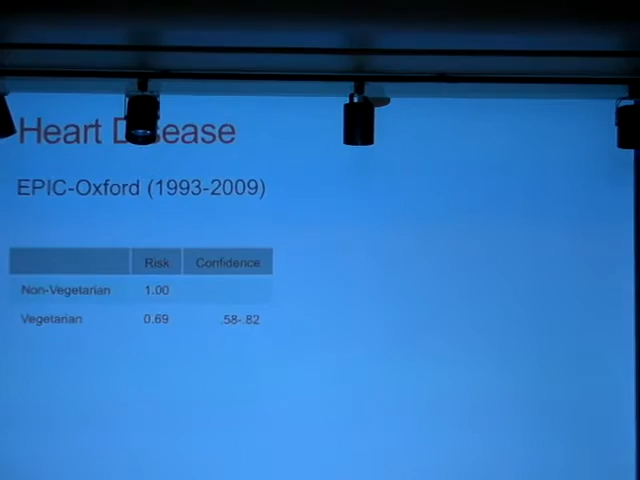 Heart Disease
EPIC-Oxford (1993-2009)
Risk Confidence
Non-Vegetarian 1.00
Vegetarian 0.69 .58-.82